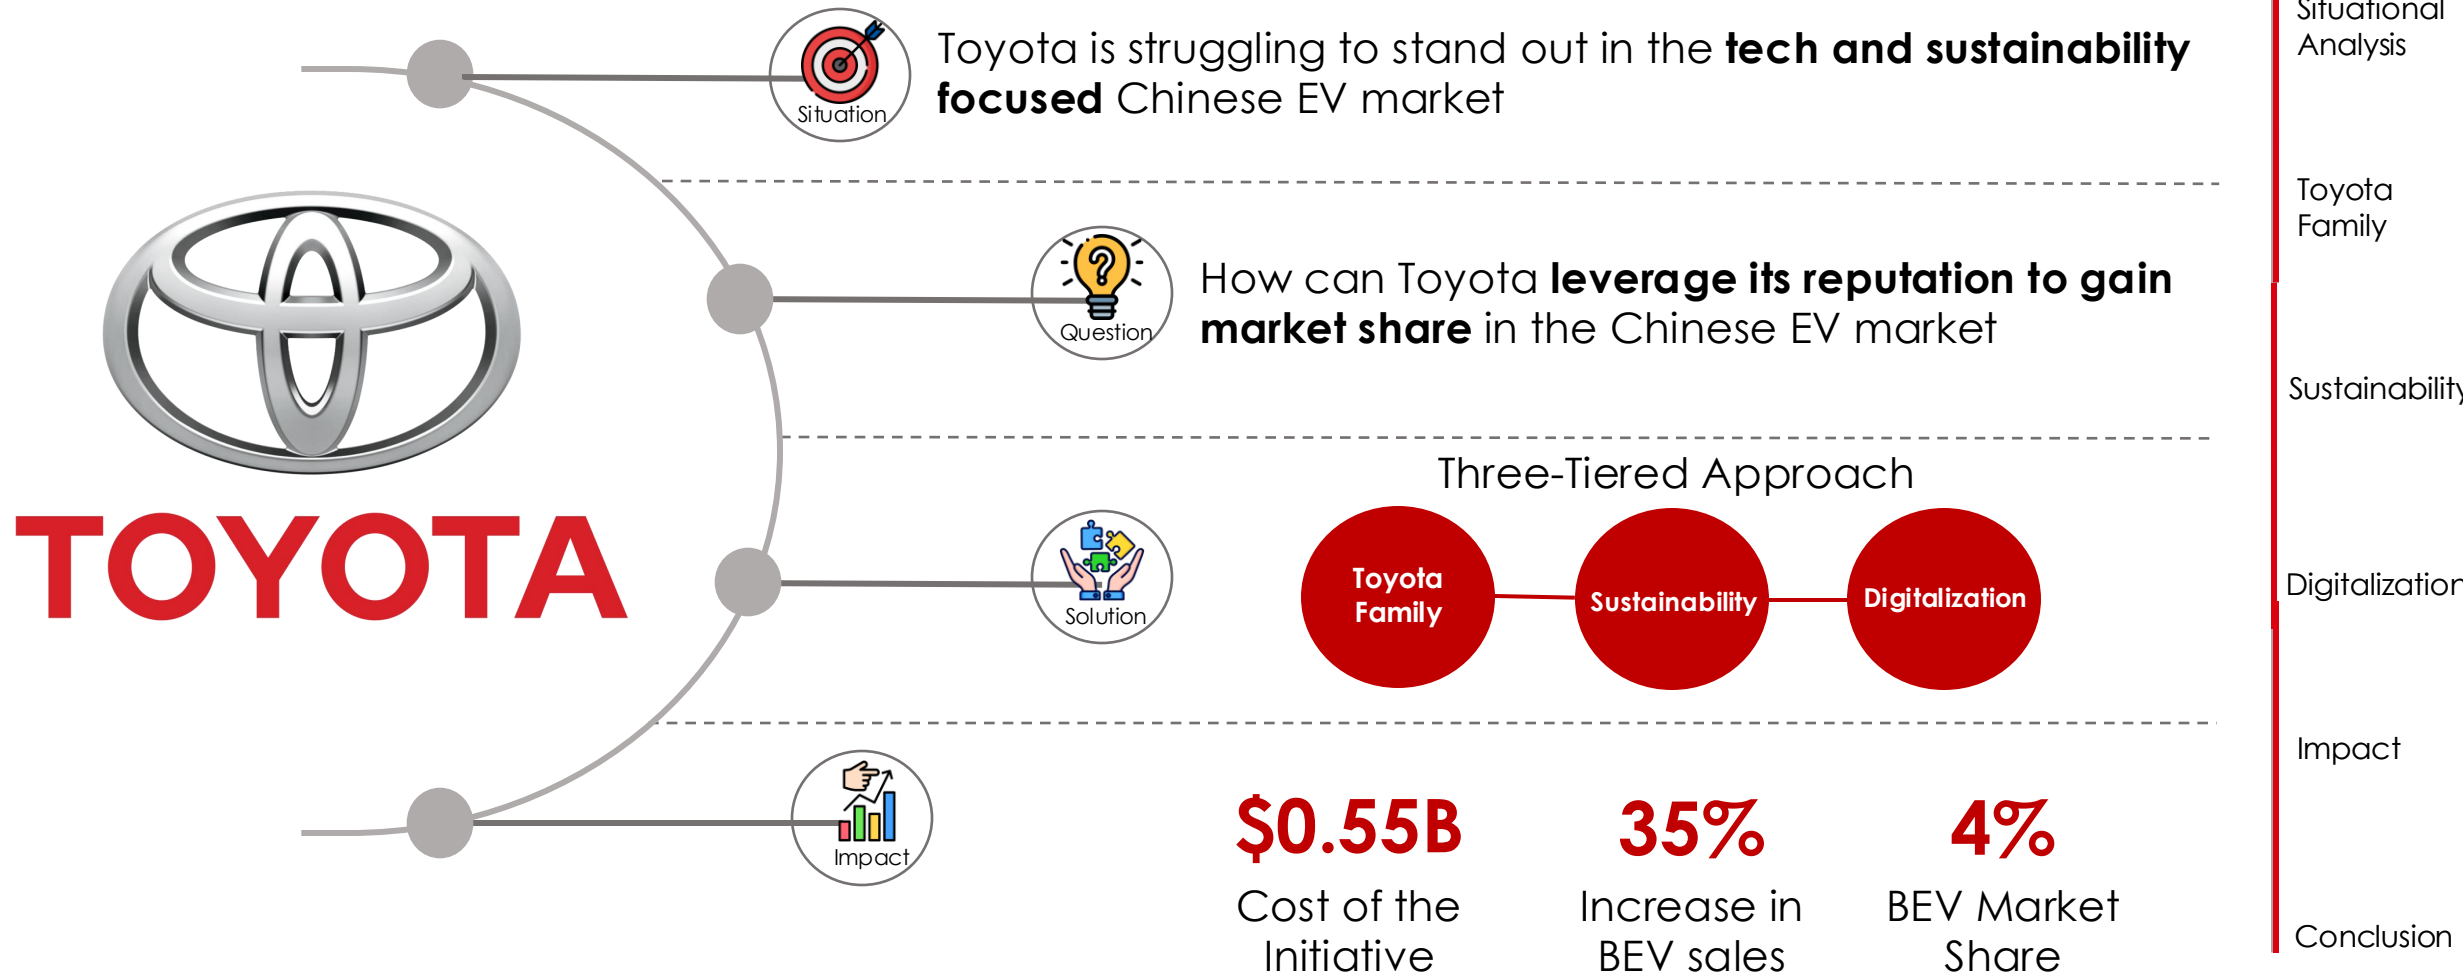 Toyota is struggling to stand out in the tech and sustainability
focused Chinese EV market
Situation
How can Toyota leverage its reputation to gain
market share in the Chinese EV market
Question
TOYOTA
Three-Tiered Approach
Toyota
Family
Sustainability
Digitalization
Solution
Impact
$0.55B
Cost of the
Initiative
35%
Increase in
BEV sales
4%
BEV Market
Share
Situational
Analysis
Toyota
Family
Sustainability
Digitalization
Impact
Conclusion